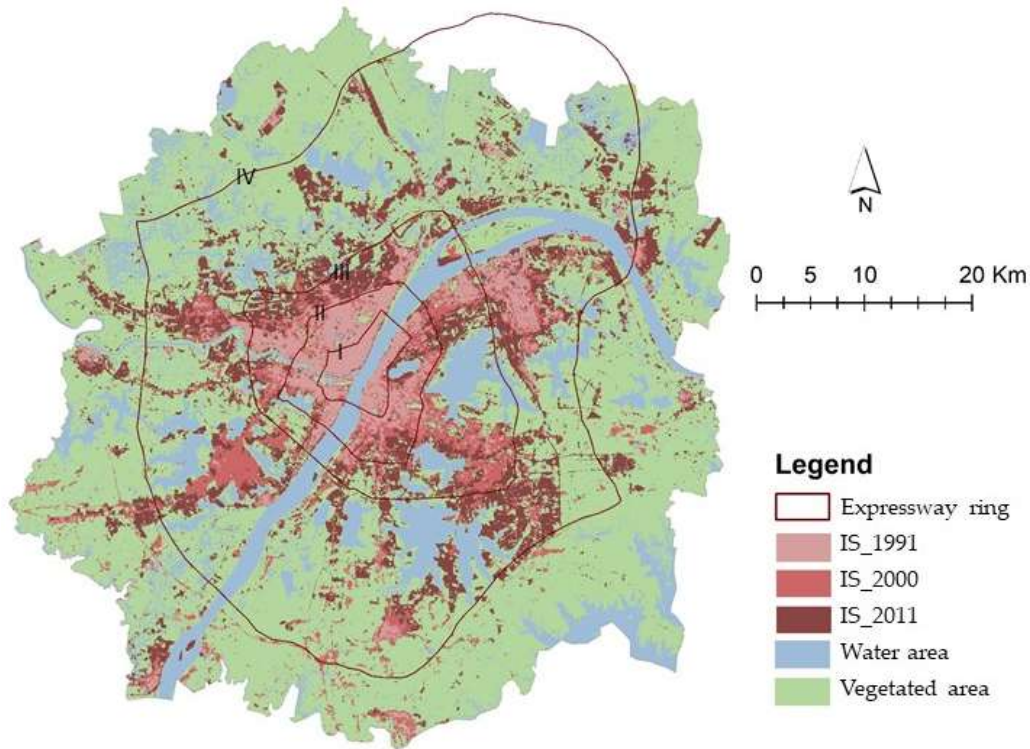 IV
N
III
0 5 10 20 Km
II
I
Legend
Expressway ring
IS_1991
IS_2000
IS_2011
Water area
Vegetated area